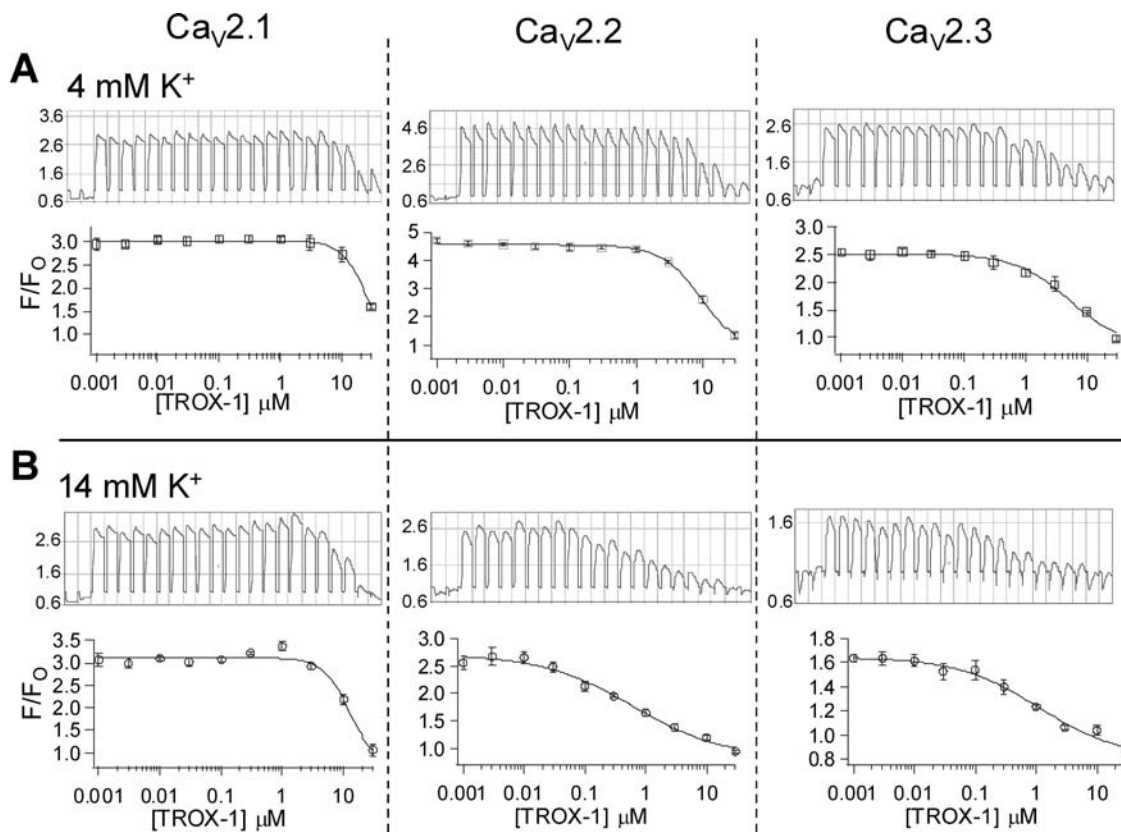 CaV2.1 CaV2.2 CaV2.3
A
4 mM K+
3.6 2.6 1.6 0.6
4.6 2.6 0.6
2.6 1.6 0.6
F/FO
3.0 2.5 2.0 1.5 1.0
5 4 3 2 1
3.0 2.5 2.0 1.5 1.0
0.001 0.01 0.1 1 10
0.001 0.01 0.1 1 10
0.001 0.01 0.1 1 10
[TROX-1] μM [TROX-1] μM [TROX-1] μM
B
14 mM K+
2.6 1.6 0.6
2.6 1.6 0.6
1.6 0.6
F/FO
3.5 3.0 2.5 2.0 1.5 1.0
3.0 2.5 2.0 1.5 1.0
1.8 1.6 1.4 1.2 1.0 0.8
0.001 0.01 0.1 1 10
0.001 0.01 0.1 1 10
0.001 0.01 0.1 1 10
[TROX-1] μM [TROX-1] μM [TROX-1] μM